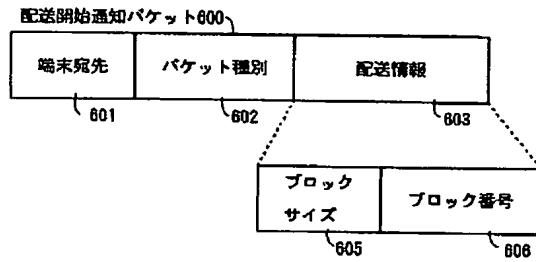 配送開始通知パケット600
端末宛先
パケット種別
配送情報
601
602
603
ブロック
サイズ
ブロック番号
605
606